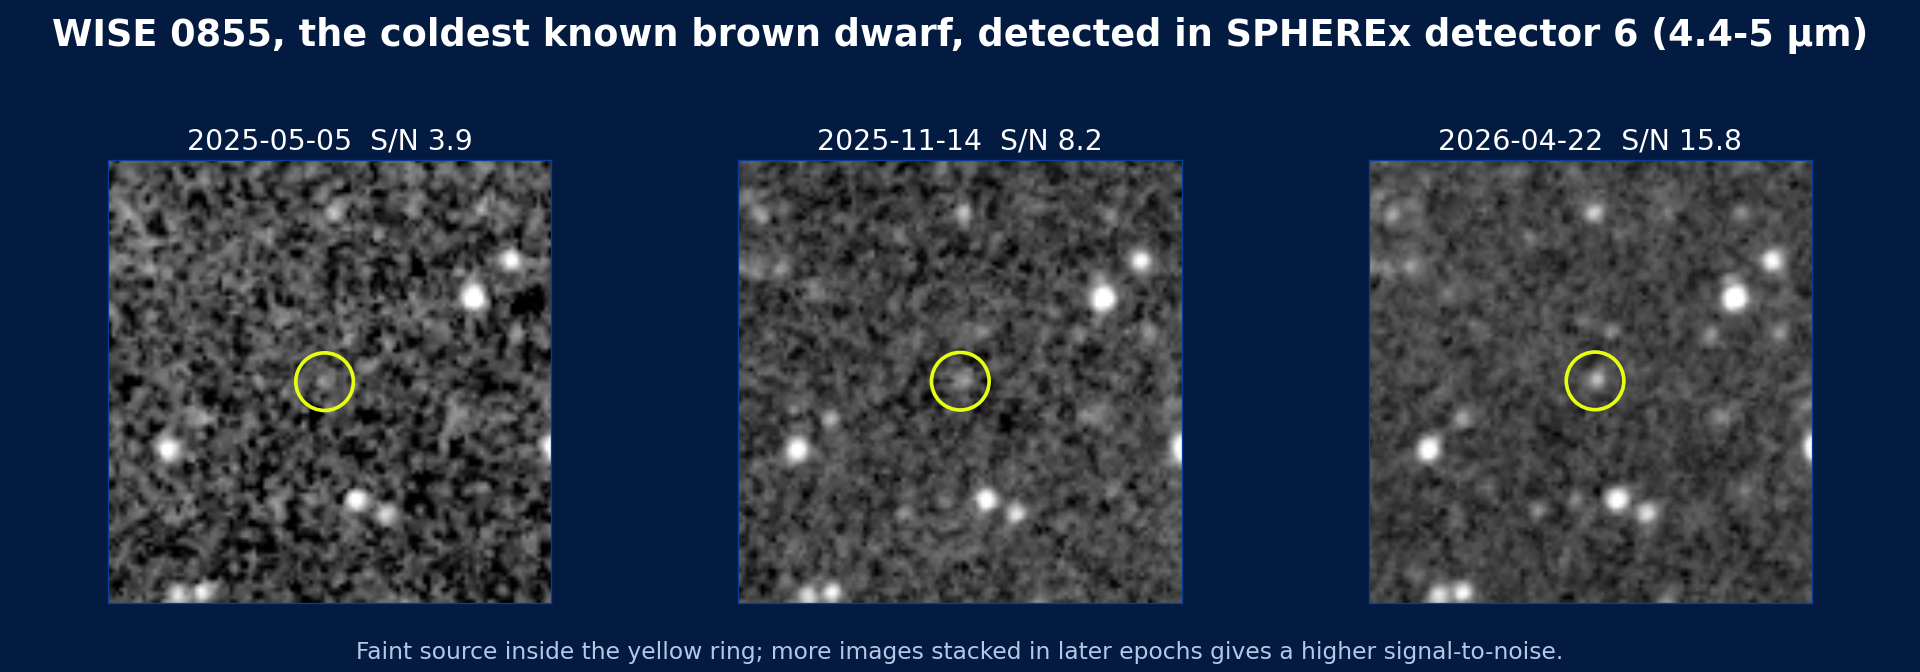 WISE 0855, the coldest known brown dwarf, detected in SPHEREx detector 6 (4.4-5 μm)
2025-05-05  S/N 3.9
2025-11-14  S/N 8.2
2026-04-22  S/N 15.8
Faint source inside the yellow ring; more images stacked in later epochs gives a higher signal-to-noise.